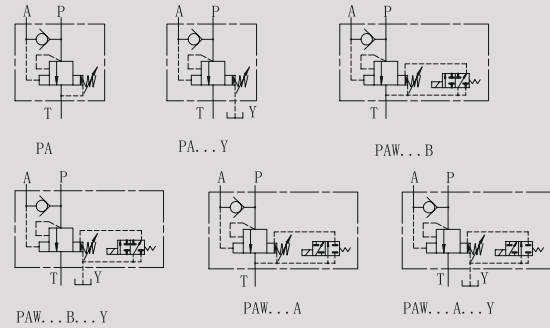 A P A P A P
T T Y T
PA PA...Y PAW...B
A P A P A P
T Y T T Y
PAW...B...Y PAW...A PAW...A...Y